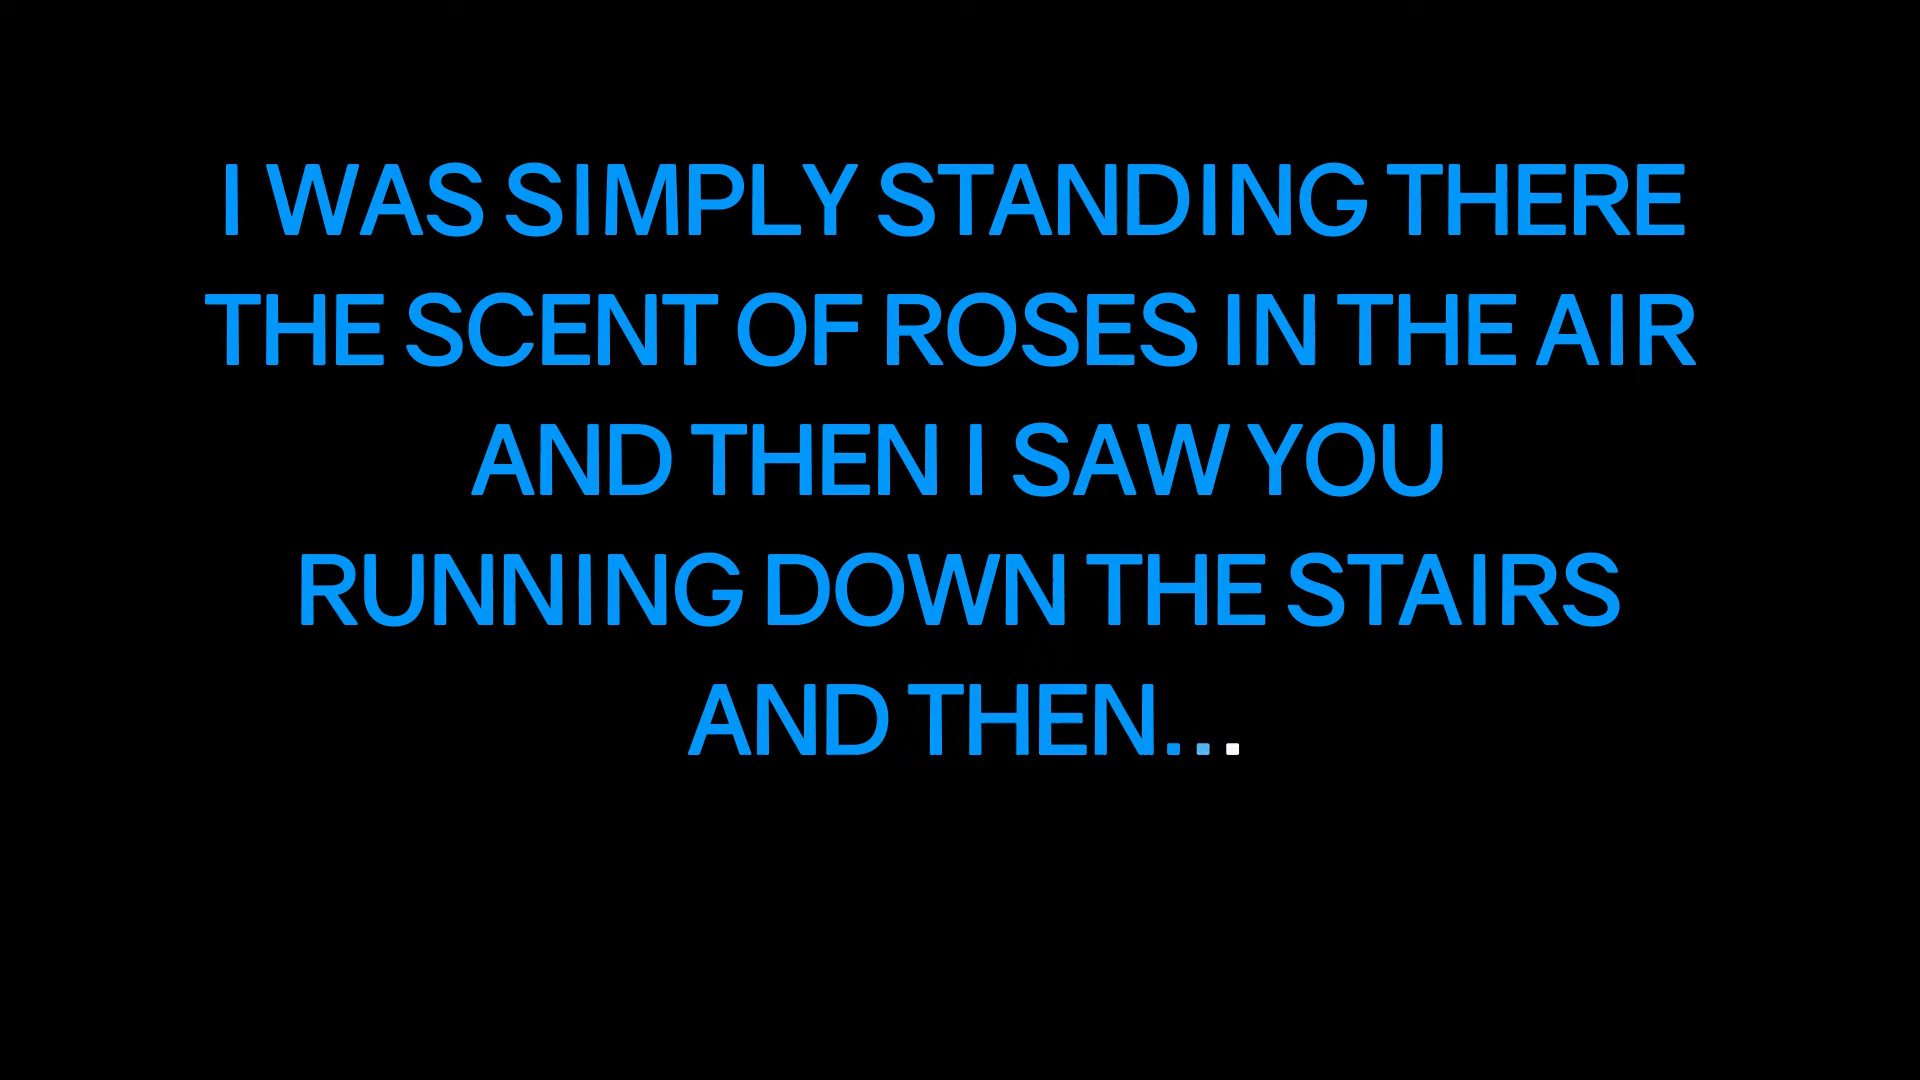 I WAS SIMPLY STANDING THERE
THE SCENT OF ROSES IN THE AIR
AND THEN I SAW YOU
RUNNING DOWN THE STAIRS
AND THEN...